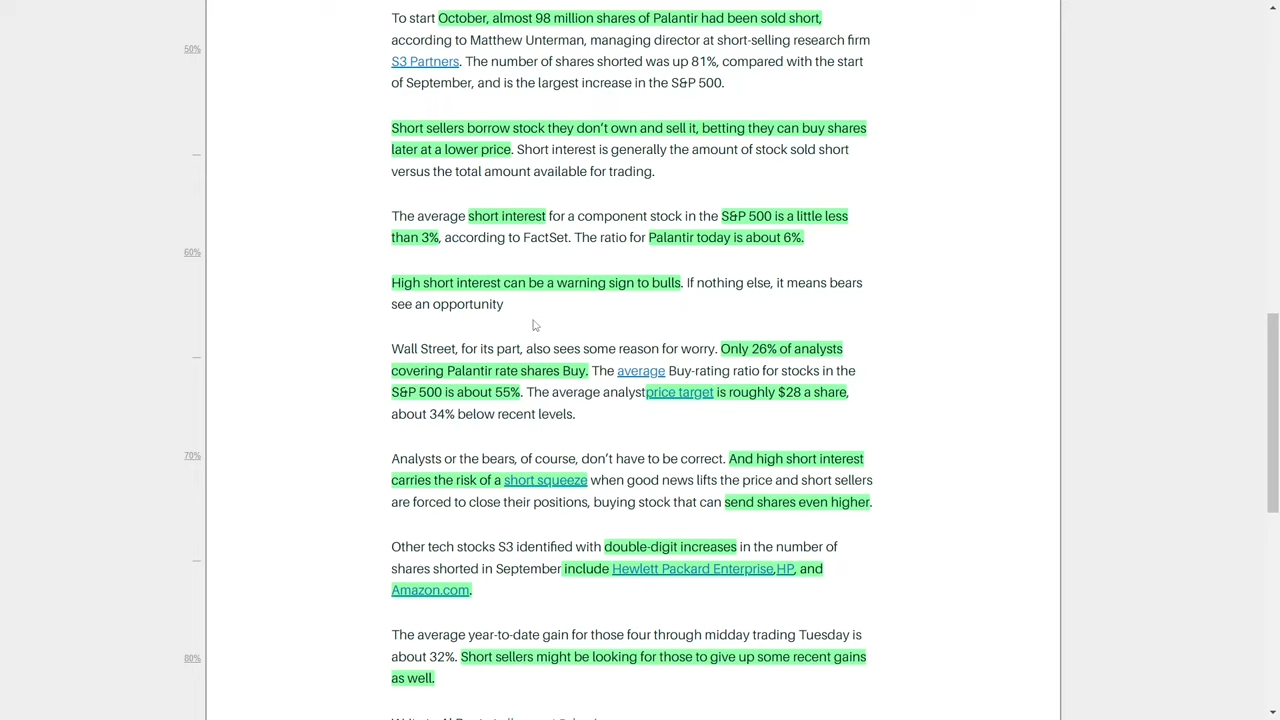 To start October, almost 98 million shares of Palantir had been sold short,
50%
according to Matthew Unterman, managing director at short-selling research firm
S3 Partners. The number of shares shorted was up 81%, compared with the start
of September, and is the largest increase in the S&P 500.
Short sellers borrow stock they don’t own and sell it, betting they can buy shares
later at a lower price. Short interest is generally the amount of stock sold short
versus the total amount available for trading.
The average short interest for a component stock in the S&P 500 is a little less
than 3%, according to FactSet. The ratio for Palantir today is about 6%.
60%
High short interest can be a warning sign to bulls. If nothing else, it means bears
see an opportunity
Wall Street, for its part, also sees some reason for worry. Only 26% of analysts
covering Palantir rate shares Buy. The average Buy-rating ratio for stocks in the
S&P 500 is about 55%. The average analystprice target is roughly $28 a share,
about 34% below recent levels.
70%
Analysts or the bears, of course, don’t have to be correct. And high short interest
carries the risk of a short squeeze when good news lifts the price and short sellers
are forced to close their positions, buying stock that can send shares even higher.
Other tech stocks S3 identified with double-digit increases in the number of
shares shorted in September include Hewlett Packard Enterprise,HP, and
Amazon.com.
The average year-to-date gain for those four through midday trading Tuesday is
about 32%. Short sellers might be looking for those to give up some recent gains
80%
as well.